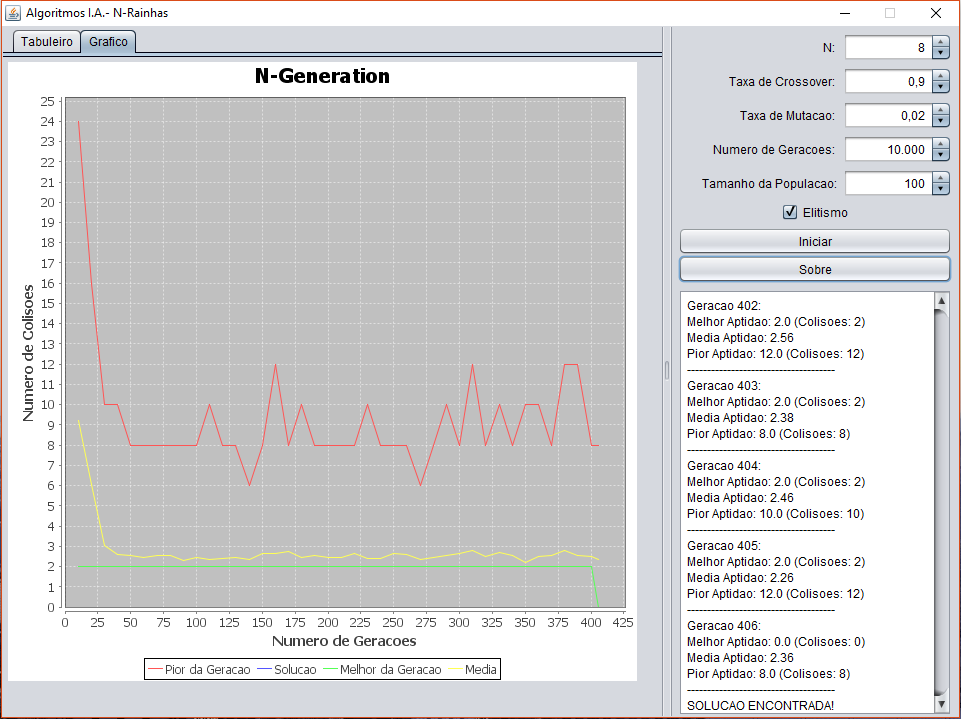 Algoritmos I.A.- N-Rainhas
Tabuleiro
Grafico
N-Generation
25
24
23
22
21
20
19
18
17
16
15
14
13
12
11
10
9
8
7
6
5
4
3
2
1
0
Numero de Colisoes
0 25 50 75 100 125 150 175 200 225 250 275 300 325 350 375 400 425
Numero de Geracoes
Pior da Geracao Solucao Melhor da Geracao Media
N: 8
Taxa de Crossover: 0,9
Taxa de Mutacao: 0,02
Numero de Geracoes: 10.000
Tamanho da Populacao: 100
Elitismo
Iniciar
Sobre
Geracao 402:
Melhor Aptidao: 2.0 (Colisoes: 2)
Media Aptidao: 2.56
Pior Aptidao: 12.0 (Colisoes: 12)
-------------------------------------
Geracao 403:
Melhor Aptidao: 2.0 (Colisoes: 2)
Media Aptidao: 2.38
Pior Aptidao: 8.0 (Colisoes: 8)
-------------------------------------
Geracao 404:
Melhor Aptidao: 2.0 (Colisoes: 2)
Media Aptidao: 2.46
Pior Aptidao: 10.0 (Colisoes: 10)
-------------------------------------
Geracao 405:
Melhor Aptidao: 2.0 (Colisoes: 2)
Media Aptidao: 2.26
Pior Aptidao: 12.0 (Colisoes: 12)
-------------------------------------
Geracao 406:
Melhor Aptidao: 0.0 (Colisoes: 0)
Media Aptidao: 2.36
Pior Aptidao: 8.0 (Colisoes: 8)
-------------------------------------
SOLUCAO ENCONTRADA!